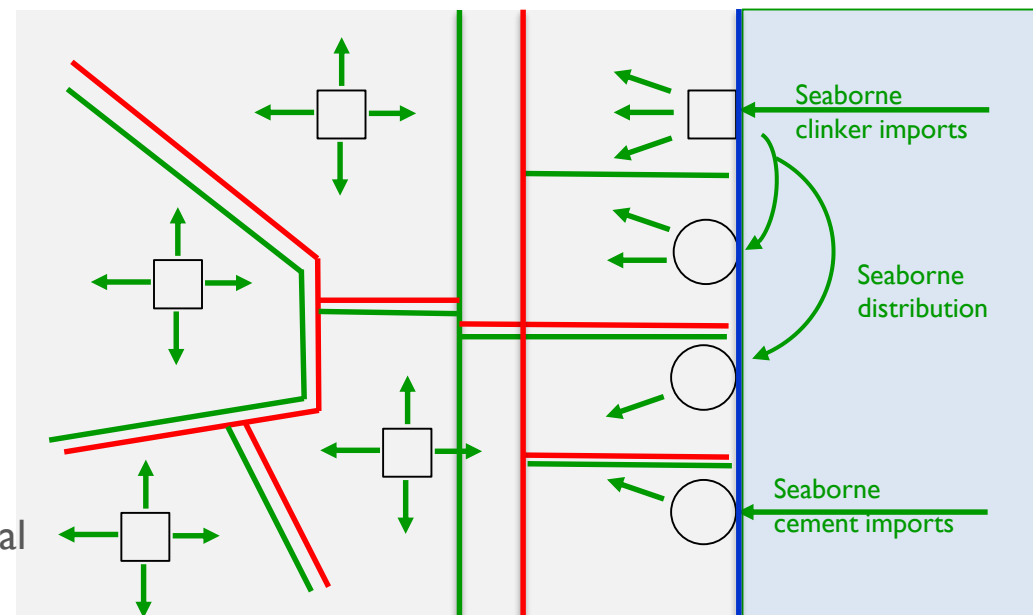 Seaborne
clinker imports
Seaborne
distribution
Seaborne
cement imports
al